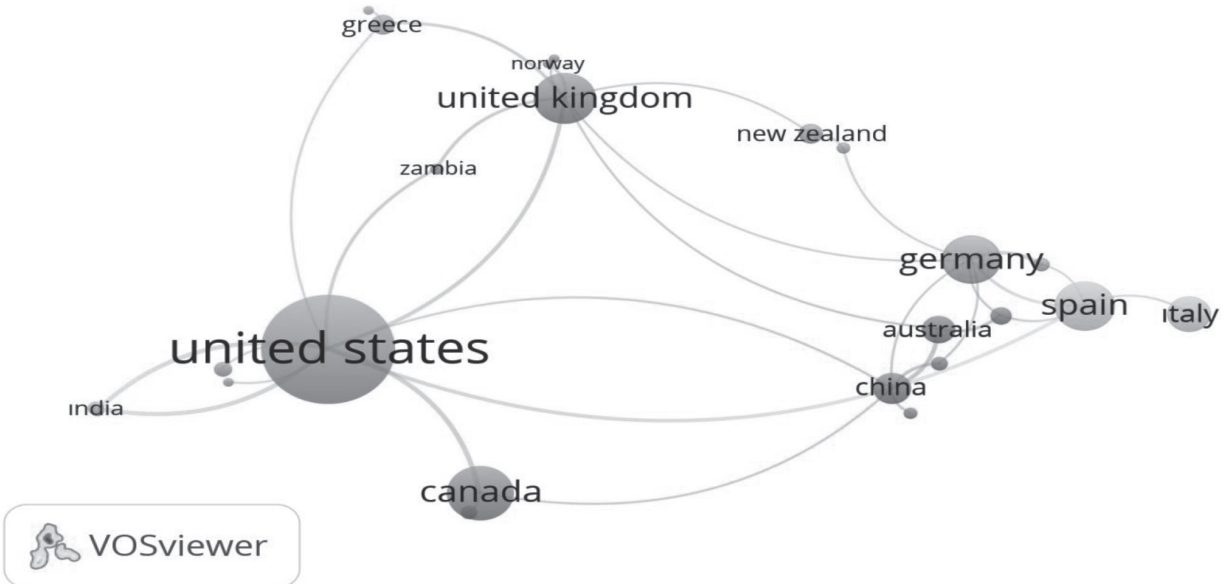 greece
norway
united kingdom
new zealand
zambia
germany
spain
italy
australia
united states
china
india
canada
VOSviewer